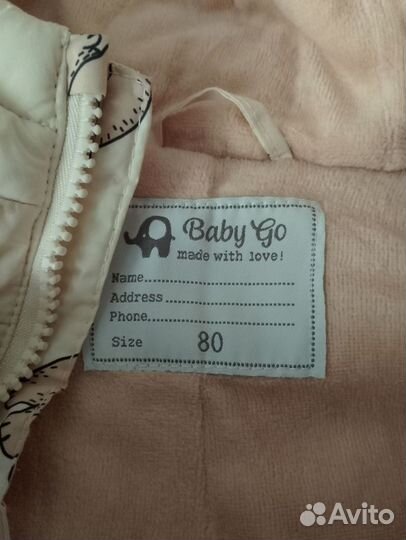 Baby Go
made with love!
Name
Address
Phone
Size 80
Avito